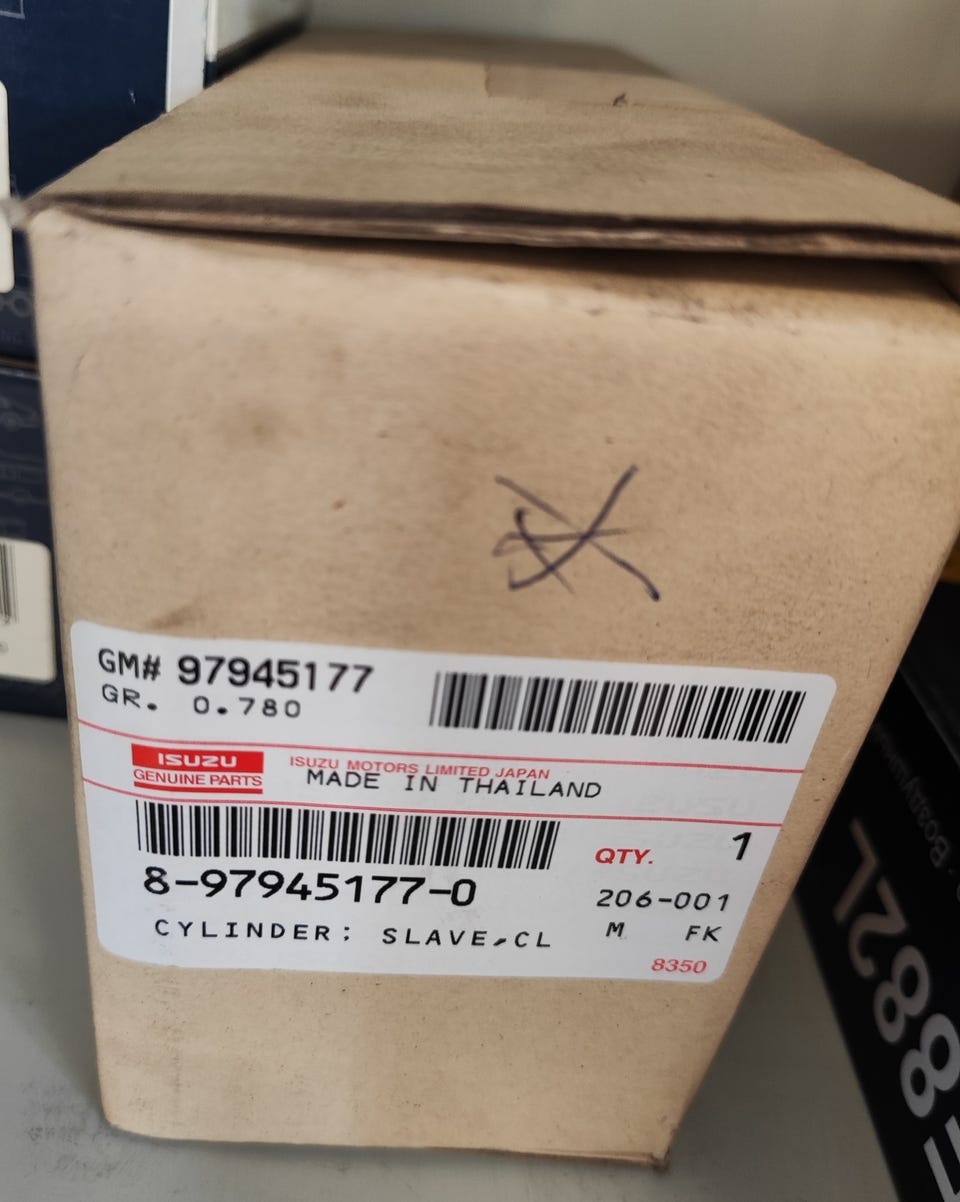 GM# 97945177
GR. 0.780
ISUZU
GENUINE PARTS
ISUZU MOTORS LIMITED JAPAN
MADE IN THAILAND
8-97945177-0
QTY. 1
206-001
CYLINDER; SLAVE,CL
M FK
8350